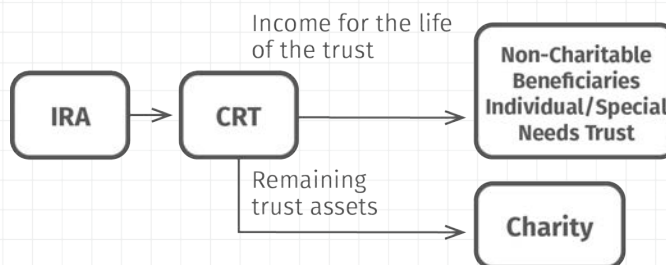 Income for the life
of the trust
Non-Charitable
Beneficiaries
Individual/Special
Needs Trust
IRA
CRT
Remaining
trust assets
Charity